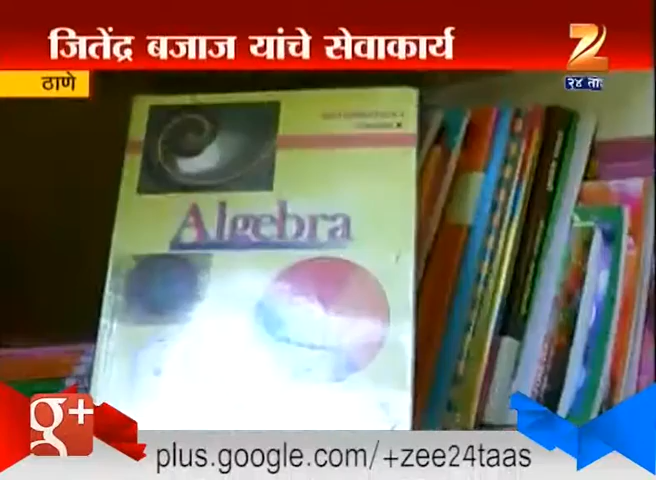 जितेंद्र बजाज यांचे सेवाकार्य
ठाणे
२४ तास
Algebra
g+
plus.google.com/+zee24taas